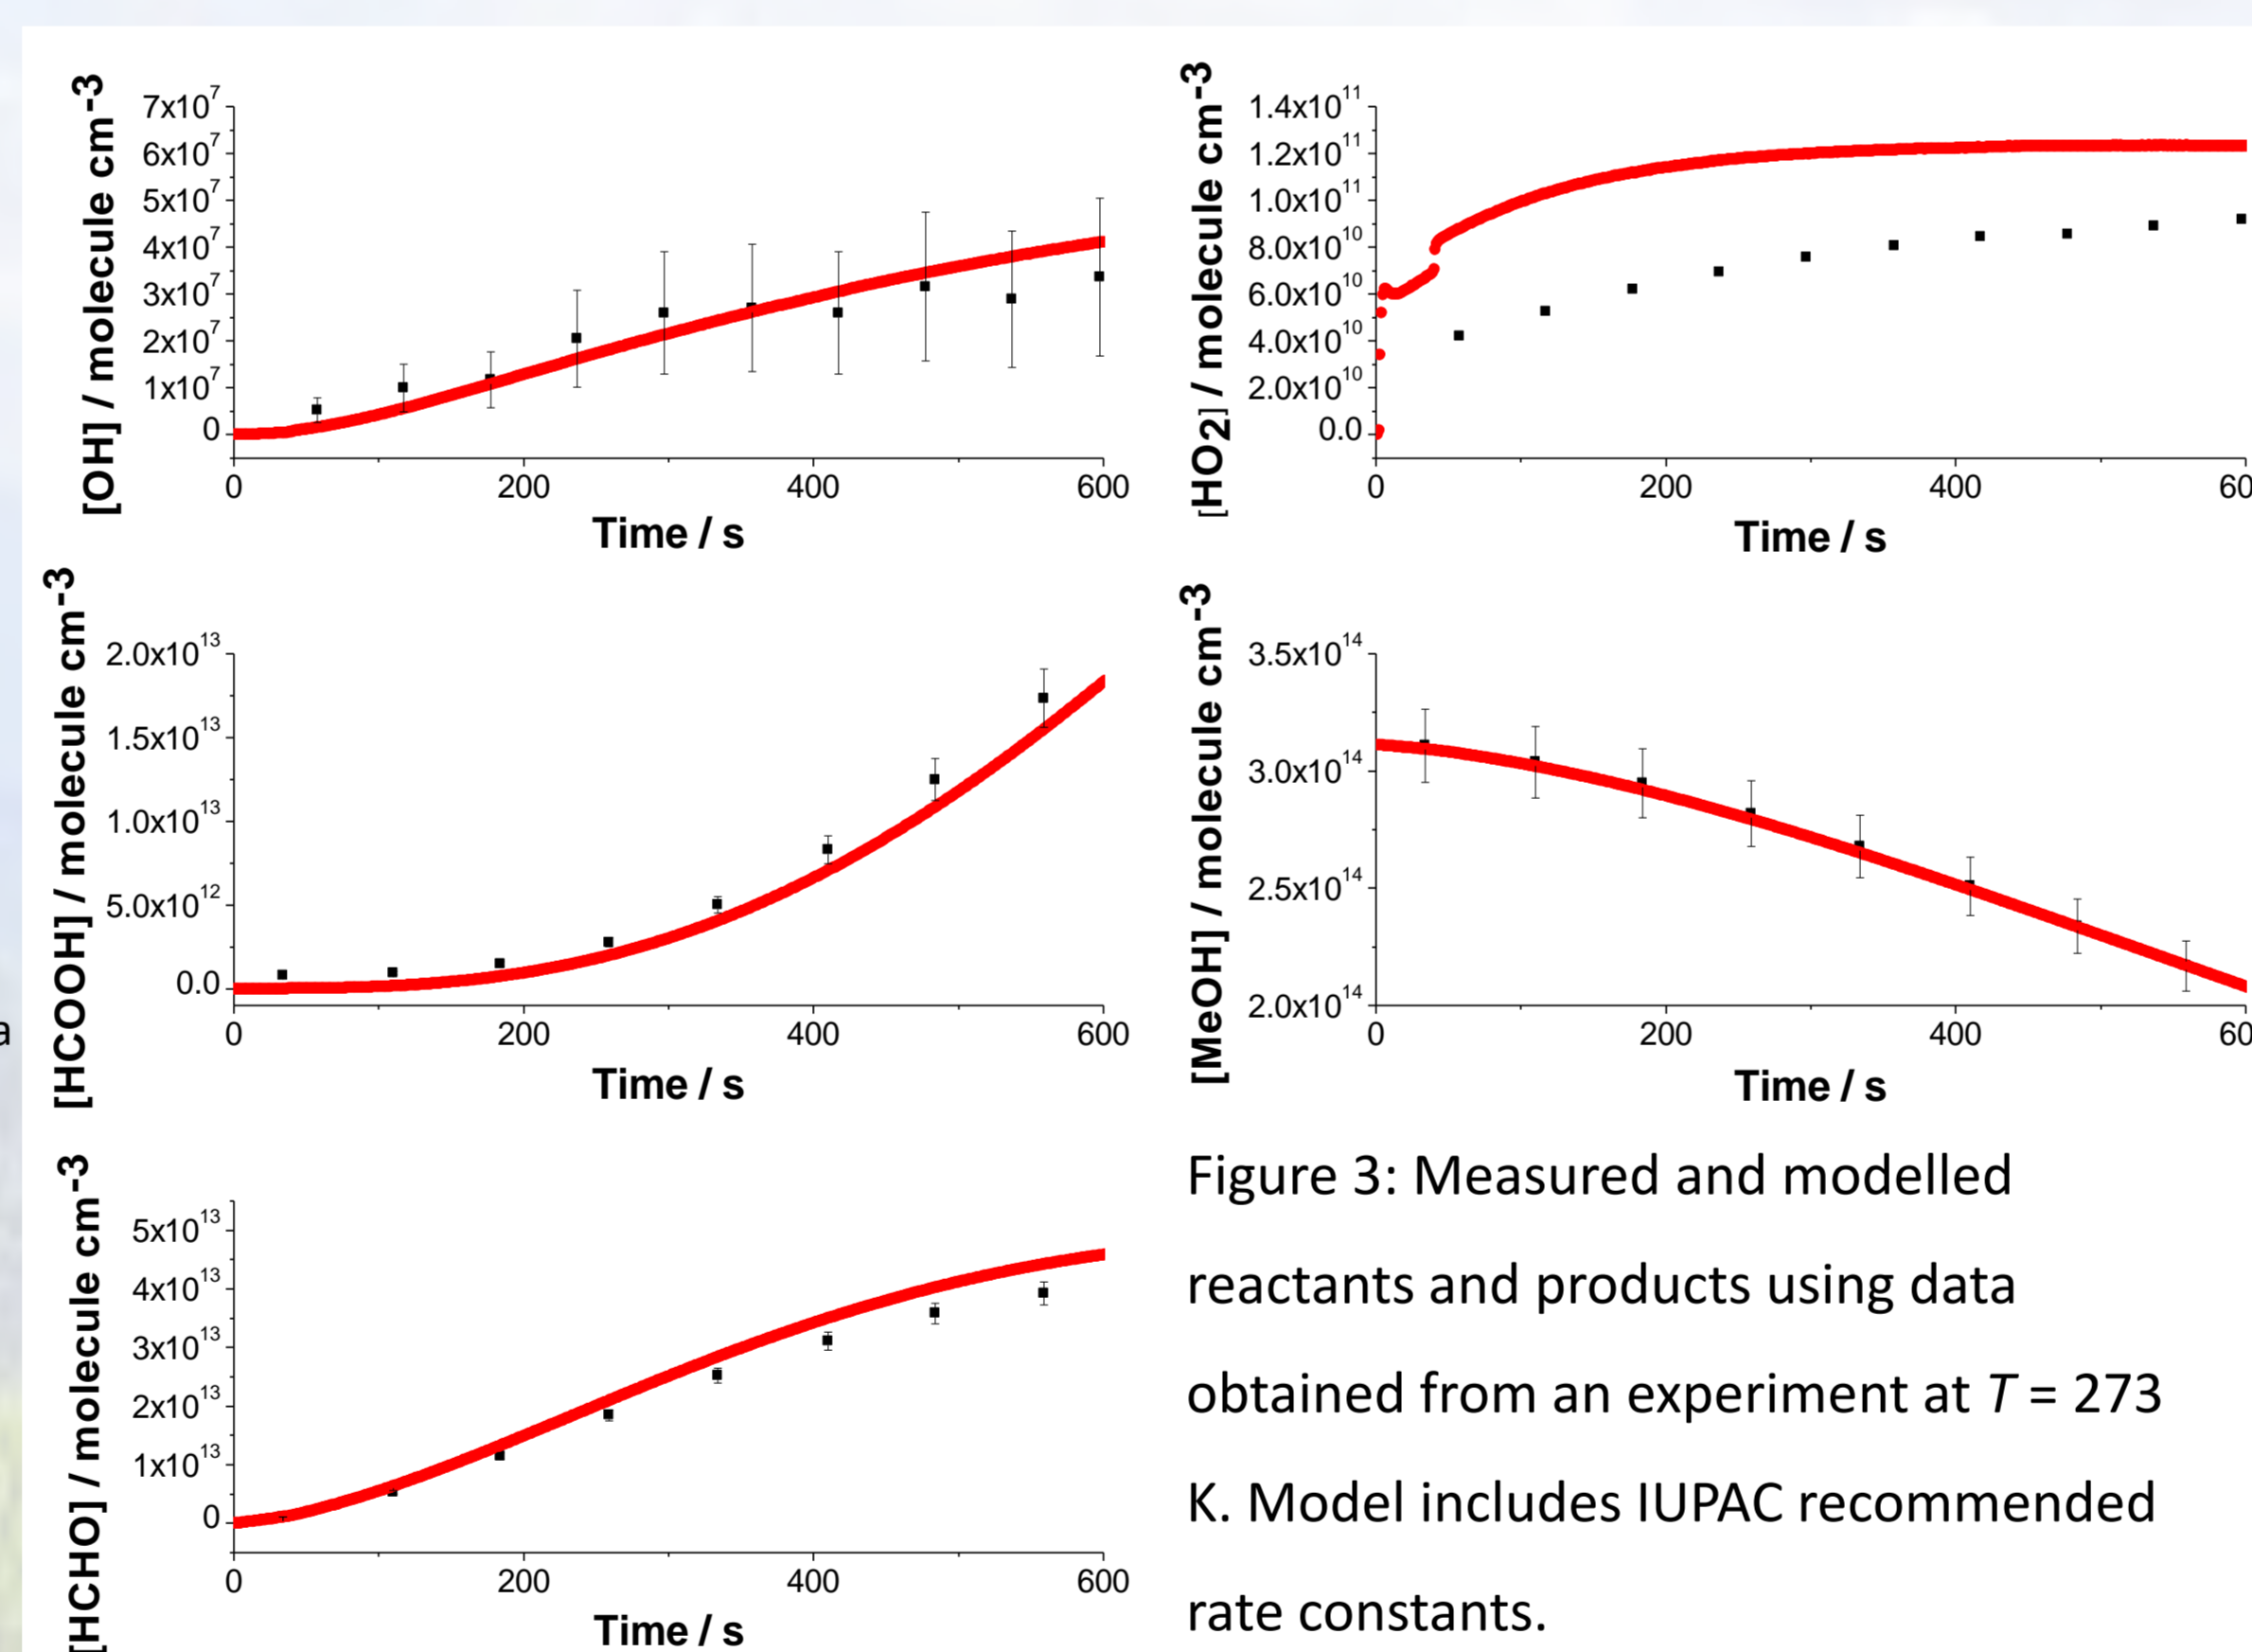 [OH] / molecule cm-3
7x10^7
6x10^7
5x10^7
4x10^7
3x10^7
2x10^7
1x10^7
0
0 200 400 600
Time / s
[HO2] / molecule cm-3
1.4x10^11
1.2x10^11
1.0x10^11
8.0x10^10
6.0x10^10
4.0x10^10
2.0x10^10
0.0
0 200 400 60
Time / s
[HCOOH] / molecule cm-3
2.0x10^13
1.5x10^13
1.0x10^13
5.0x10^12
0.0
0 200 400 600
Time / s
a
[MeOH] / molecule cm-3
3.5x10^14
3.0x10^14
2.5x10^14
2.0x10^14
0 200 400 60
Time / s
[HCHO] / molecule cm-3
5x10^13
4x10^13
3x10^13
2x10^13
1x10^13
0
0 200 400 600
Time / s
Figure 3: Measured and modelled
reactants and products using data
obtained from an experiment at T = 273
K. Model includes IUPAC recommended
rate constants.